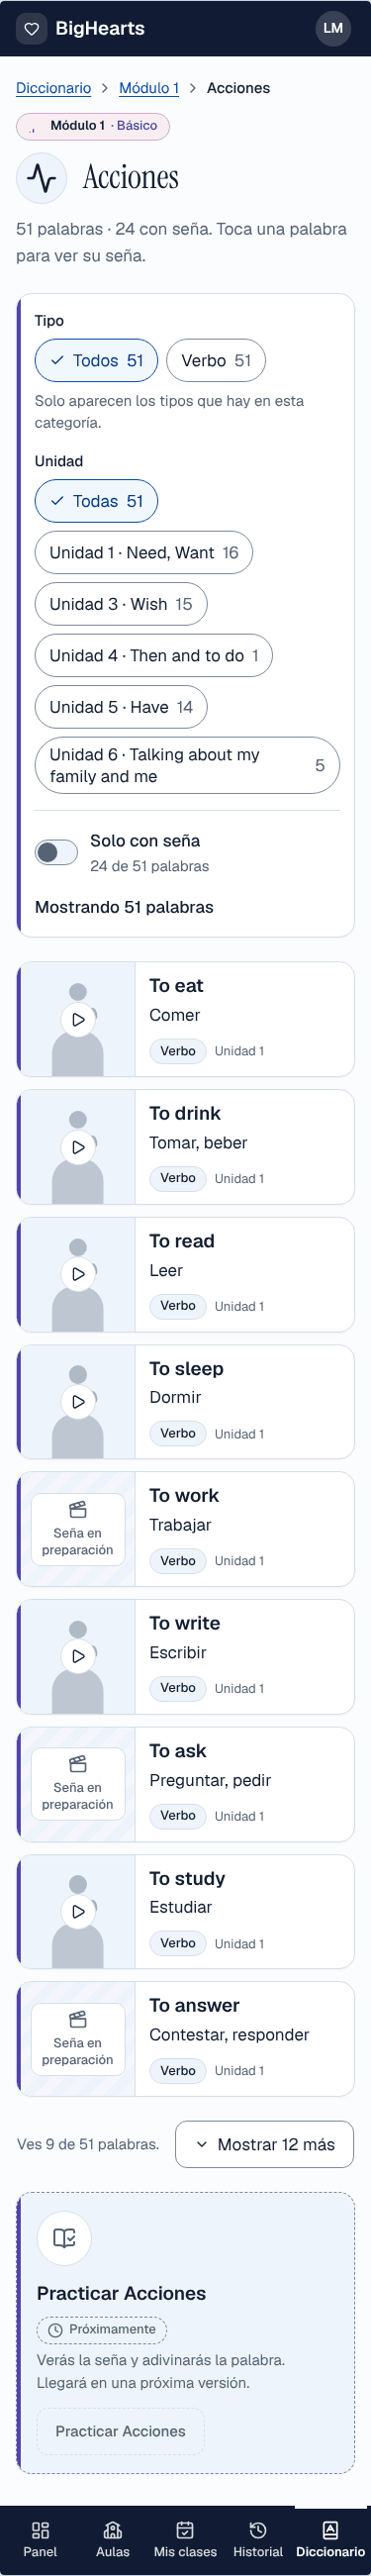 BigHearts
LM
Diccionario > Módulo 1 > Acciones
Módulo 1 · Básico
Acciones
51 palabras · 24 con seña. Toca una palabra
para ver su seña.
Tipo
Todos 51
Verbo 51
Solo aparecen los tipos que hay en esta
categoría.
Unidad
Todas 51
Unidad 1 · Need, Want 16
Unidad 3 · Wish 15
Unidad 4 · Then and to do 1
Unidad 5 · Have 14
Unidad 6 · Talking about my
family and me 5
Solo con seña
24 de 51 palabras
Mostrando 51 palabras
To eat
Comer
Verbo Unidad 1
To drink
Tomar, beber
Verbo Unidad 1
To read
Leer
Verbo Unidad 1
To sleep
Dormir
Verbo Unidad 1
Seña en
preparación
To work
Trabajar
Verbo Unidad 1
To write
Escribir
Verbo Unidad 1
Seña en
preparación
To ask
Preguntar, pedir
Verbo Unidad 1
To study
Estudiar
Verbo Unidad 1
Seña en
preparación
To answer
Contestar, responder
Verbo Unidad 1
Ves 9 de 51 palabras.
Mostrar 12 más
Practicar Acciones
Próximamente
Verás la seña y adivinarás la palabra.
Llegará en una próxima versión.
Practicar Acciones
Panel
Aulas
Mis clases
Historial
Diccionario